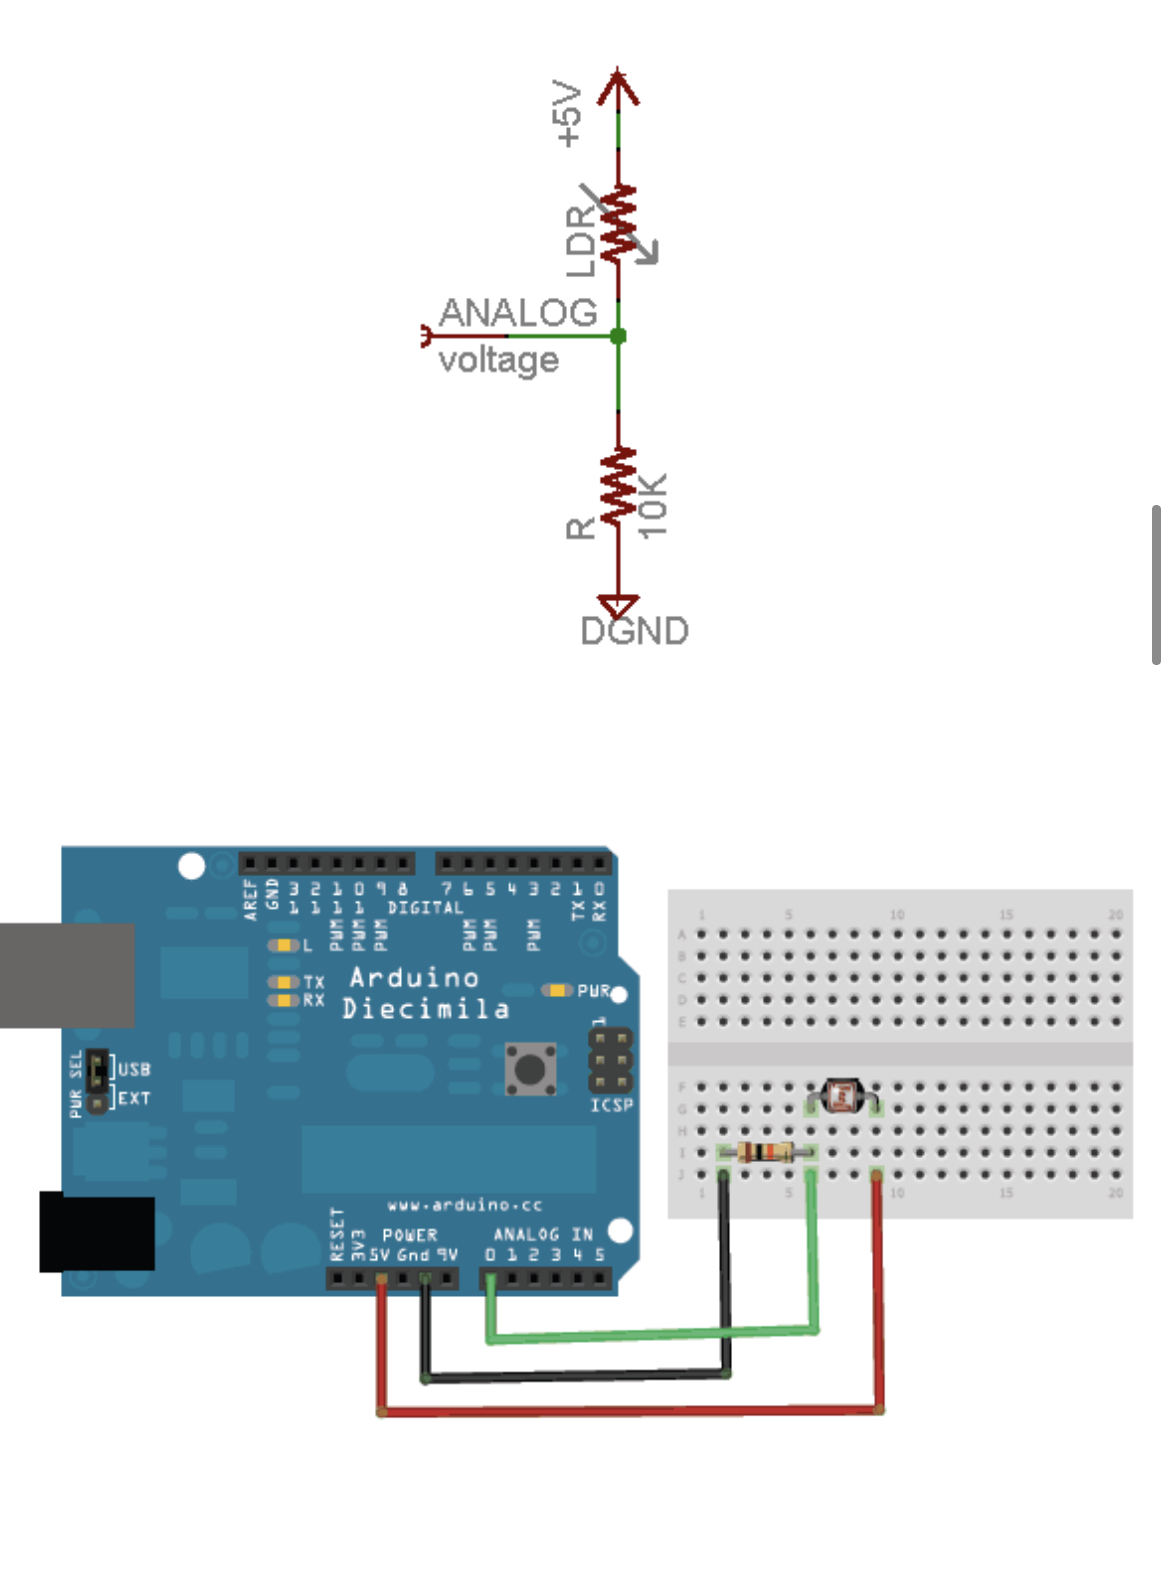 +5V
LDR
ANALOG
voltage
R
10K
DGND
AREF
GND
13
12
11
10
9
8
7
6
5
4
3
2
TX 1
RX 0
PWM
PWM
PWM
PWM
PWM
PWM
DIGITAL
L
TX
RX
Arduino
Diecimila
PWR
1
ICSP
PWR SEL
USB
EXT
www.arduino.cc
RESET
3V3
POWER
5V Gnd 9V
ANALOG IN
0 1 2 3 4 5
1 5 10 15 20
A
B
C
D
E
F
G
H
I
J
1 5 10 15 20